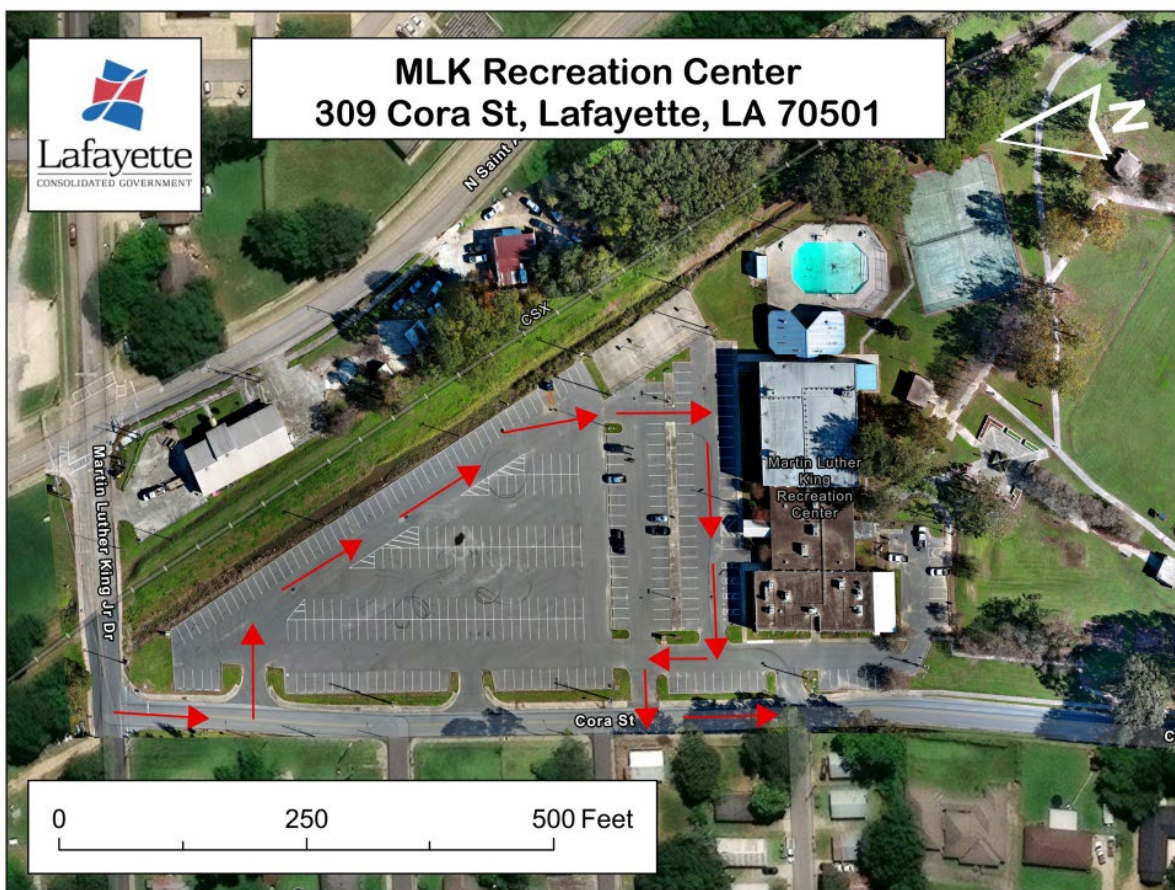 Lafayette
CONSOLIDATED GOVERNMENT
MLK Recreation Center
309 Cora St, Lafayette, LA 70501
N
N Saint
CSX
Martin Luther King Jr Dr
Martin Luther
King
Recreation
Center
Cora St
C
0 250 500 Feet